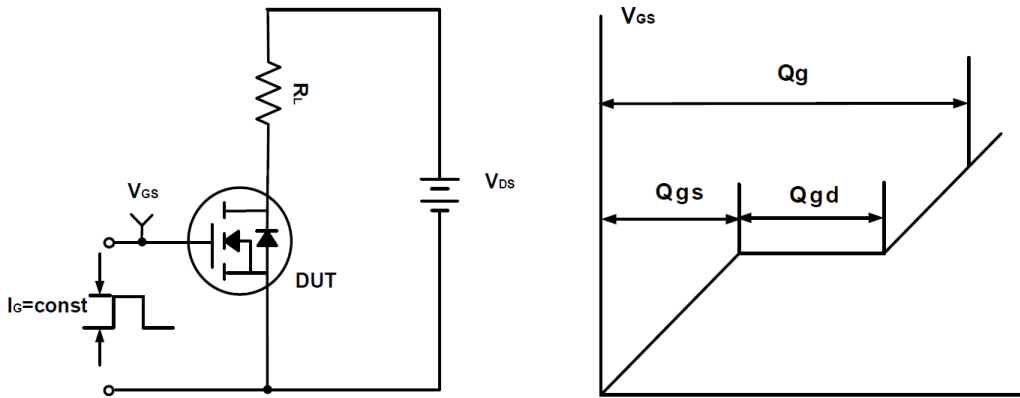 RL
VGS
VDS
DUT
IG=const
VGS
Qg
Qgs
Qgd